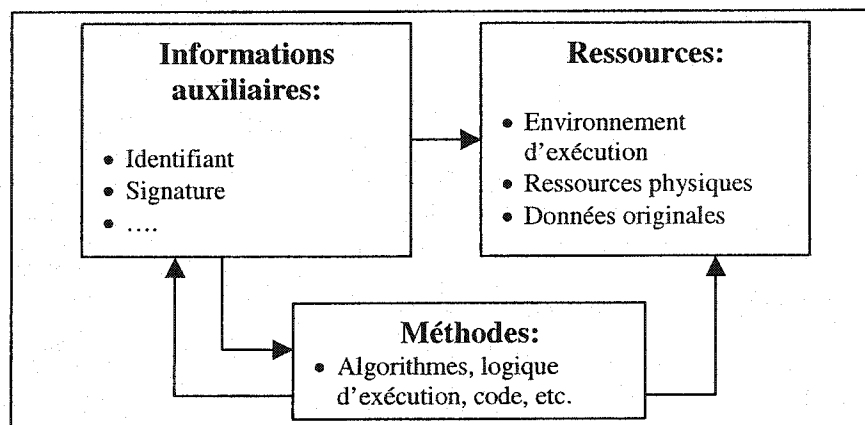 Informations
auxiliaires:
• Identifiant
• Signature
• ….
Ressources:
• Environnement
d'exécution
• Ressources physiques
• Données originales
Méthodes:
• Algorithmes, logique
d'exécution, code, etc.